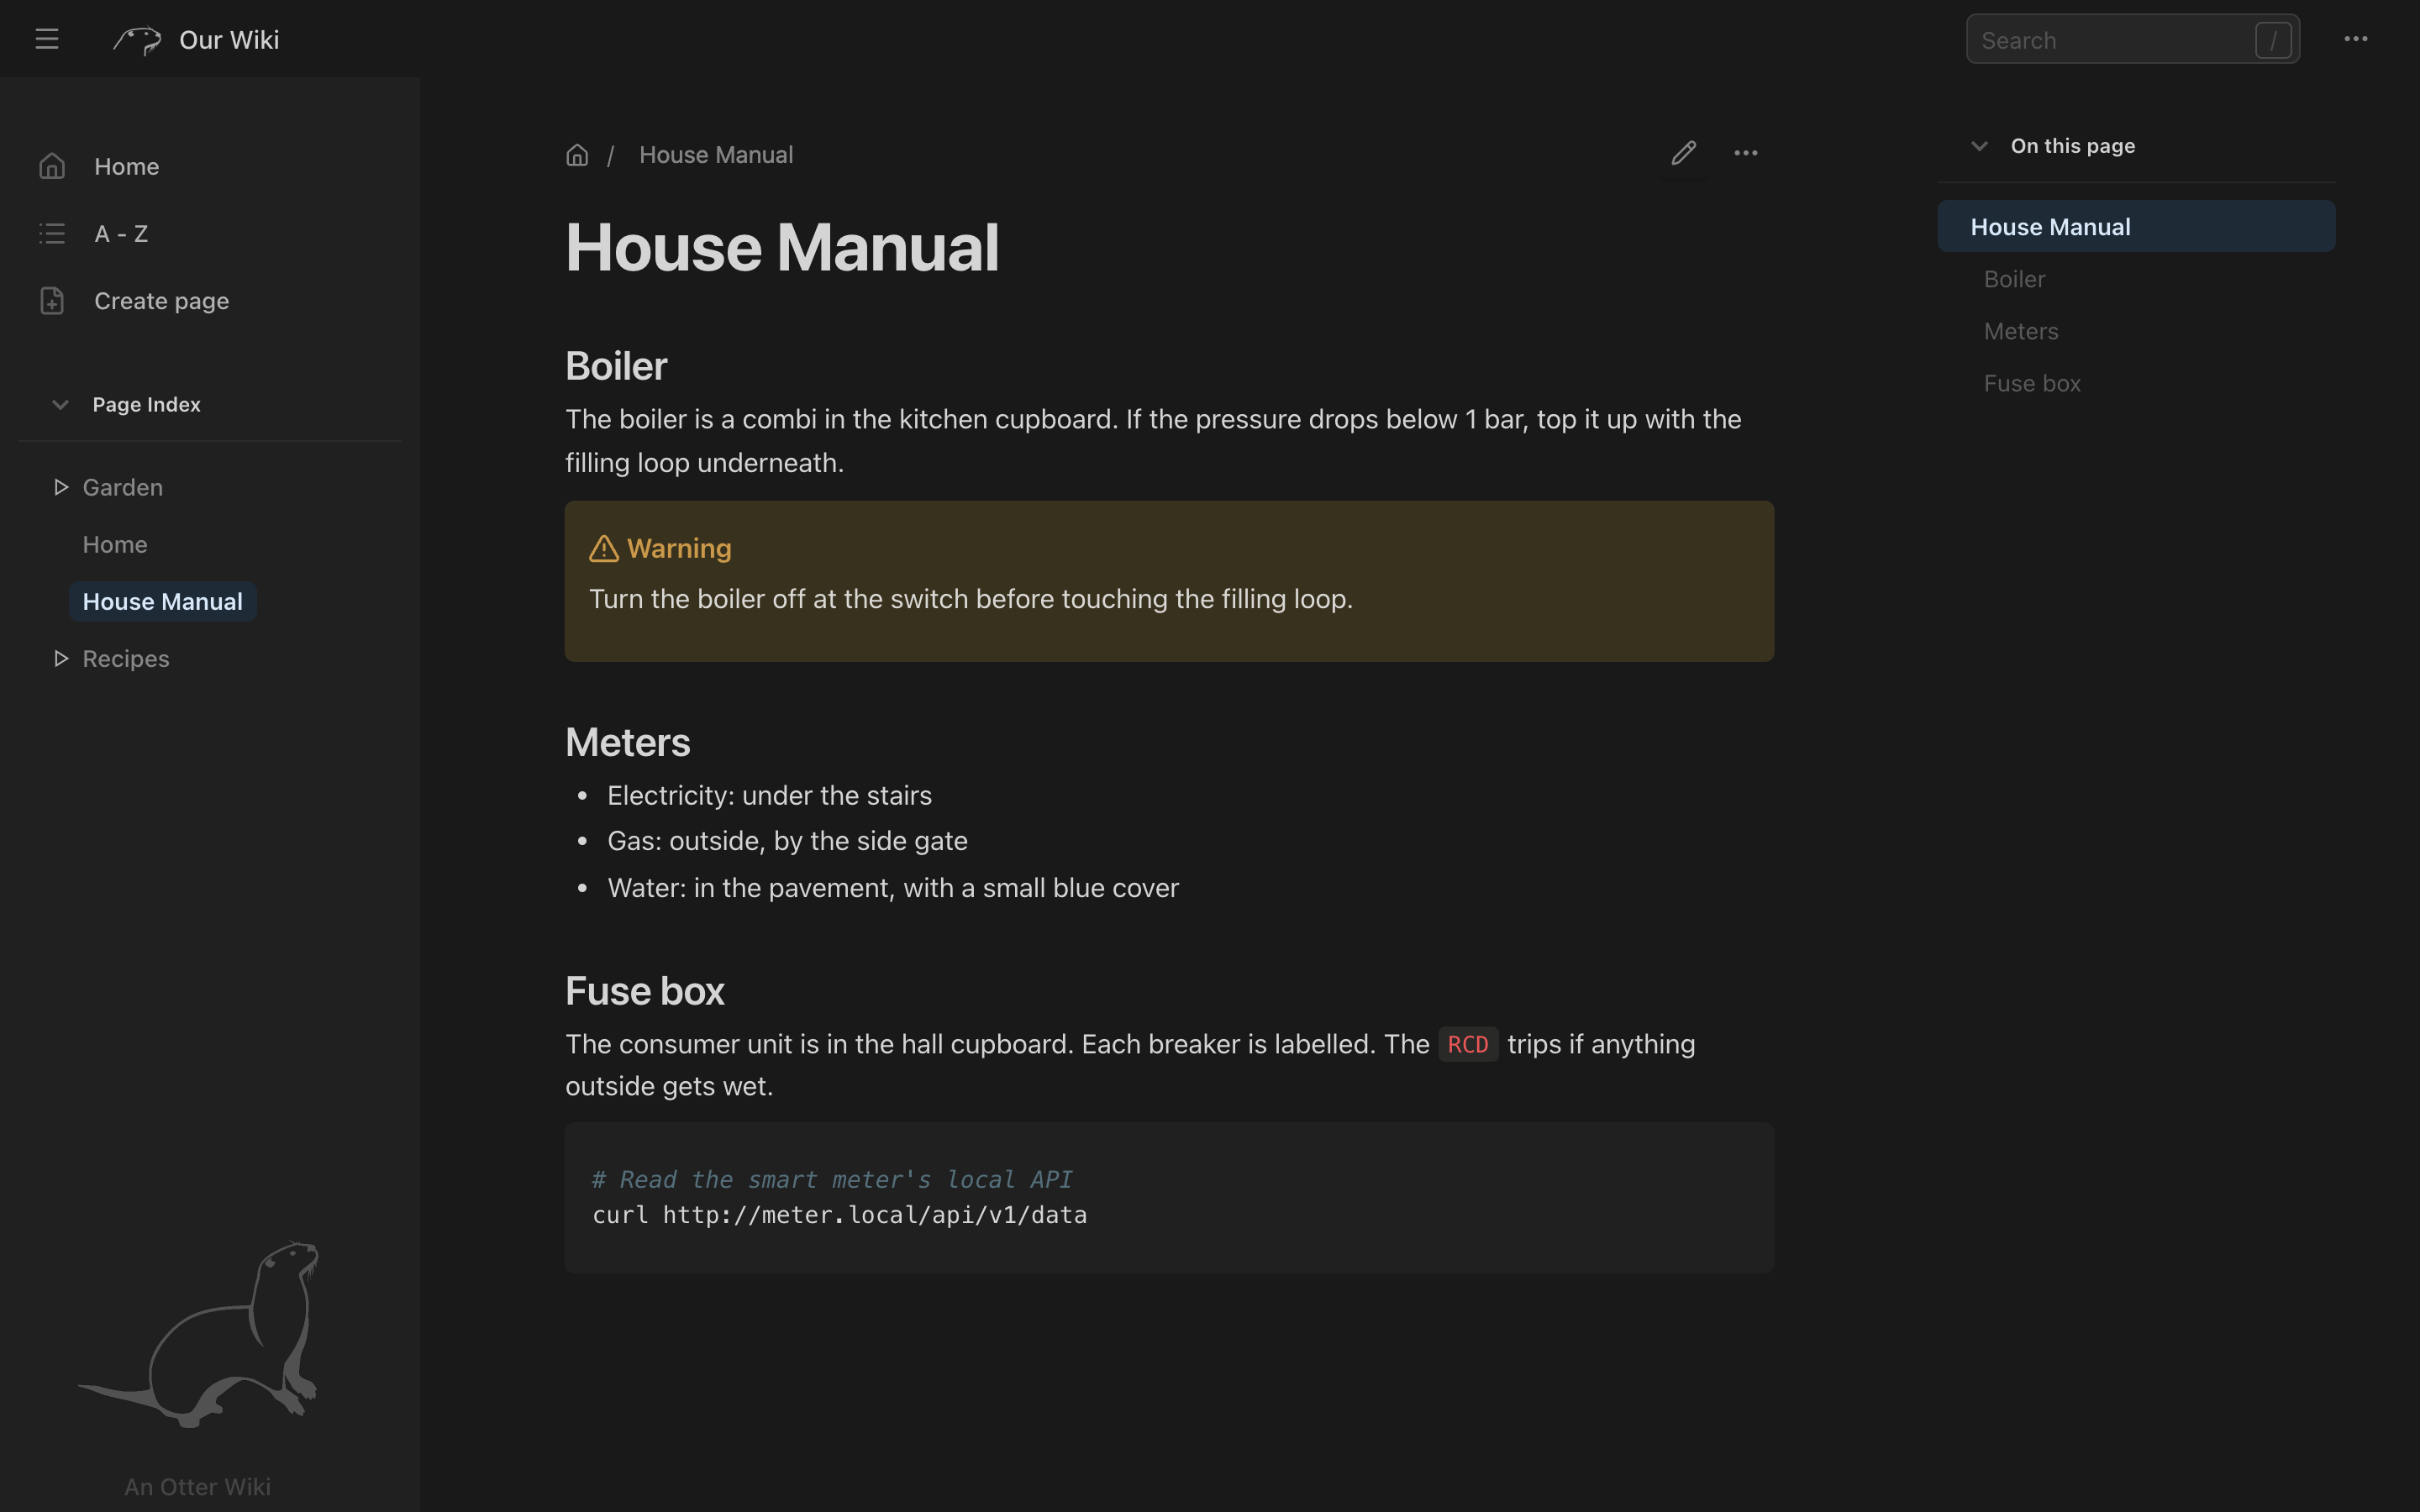 Our Wiki
Search /
Home
A - Z
Create page
Page Index
Garden
Home
House Manual
Recipes
An Otter Wiki
/ House Manual
House Manual
Boiler
The boiler is a combi in the kitchen cupboard. If the pressure drops below 1 bar, top it up with the
filling loop underneath.
Warning
Turn the boiler off at the switch before touching the filling loop.
Meters
• Electricity: under the stairs
• Gas: outside, by the side gate
• Water: in the pavement, with a small blue cover
Fuse box
The consumer unit is in the hall cupboard. Each breaker is labelled. The RCD trips if anything
outside gets wet.
# Read the smart meter's local API
curl http://meter.local/api/v1/data
On this page
House Manual
Boiler
Meters
Fuse box